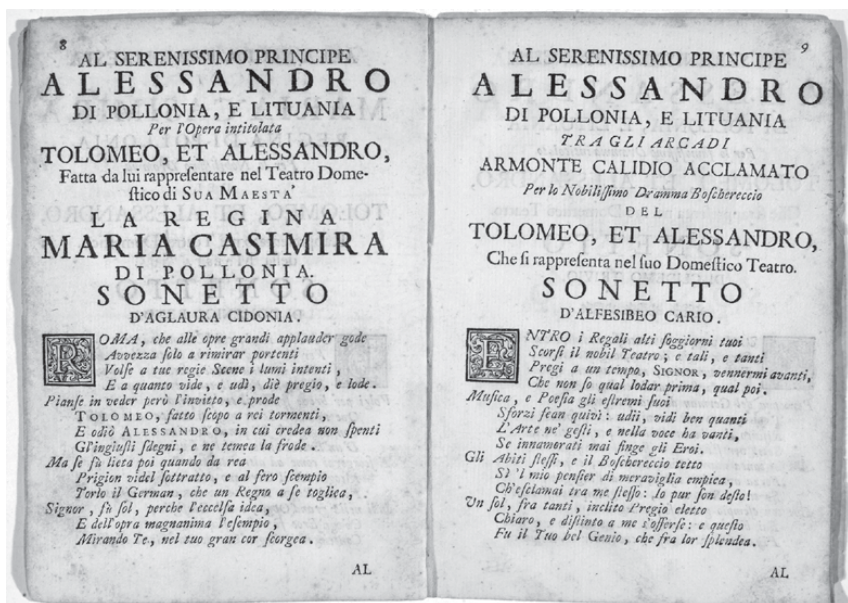 8
AL SERENISSIMO PRINCIPE
ALESSANDRO
DI POLLONIA, E LITUANIA
Per l'Opera intitolata
TOLOMEO, ET ALESSANDRO,
Fatta da lui rappreſentare nel Teatro Dome-
ſtico di SUA MAESTA'
LA REGINA
MARIA CASIMIRA
DI POLLONIA.
SONETTO
D'AGLAURA CIDONIA.
ROMA, che alle opre grandi applauder gode
Avvezza ſolo a rimirar portenti
Volſe a tue regie Scene i lumi intenti,
E a quanto vide, e udì, diè pregio, e lode.
Pianſe in veder però l'invitto, e prode
TOLOMEO, fatto ſcopo a rei tormenti,
E odiò ALESSANDRO, in cui credea non ſpenti
Gl'ingiuſti ſdegni, e ne temea la frode.
Ma ſe fù lieta poi quando da rea
Prigion videl ſottratto, e al fero ſcempio
Torlo il German, che un Regno a ſe toglica,
Signor, fù ſol, perche l'eccelſa idea,
E dell'opra magnanima l'eſempio,
Mirando Te, nel tuo gran cor ſcorgea.
AL
9
AL SERENISSIMO PRINCIPE
ALESSANDRO
DI POLLONIA, E LITUANIA
TRA GLI ARCADI
ARMONTE CALIDIO ACCLAMATO
Per lo Nobiliſſimo Dramma Boſchereccio
DEL
TOLOMEO, ET ALESSANDRO,
Che ſi rappreſenta nel ſuo Domeſtico Teatro.
SONETTO
D'ALFESIBEO CARIO.
ENTRO i Regali alti ſoggiorni tuoi
Scorſi il nobil Teatro; e tali, e tanti
Pregi a un tempo, SIGNOR, vennermi avanti,
Che non ſo qual lodar prima, qual poi.
Muſica, e Poeſia gli eſtremi ſuoi
Sforzi fean quivi: udii, vidi ben quanti
L'Arte ne' geſti, e nella voce ha vanti,
Se innamorati mai finge gli Eroi.
Gli Abiti ſteſſi, e il Boſchereccio tetto
Sì 'l mio penſier di meraviglia empiea,
Ch'eſclamai tra me ſteſſo: Io pur ſon deſto!
Un ſol, fra tanti, inclito Pregio eletto
Chiaro, e diſtinto a me s'offerſe: e queſto
Fu il Tuo bel Genio, che fra lor ſplendea.
AL